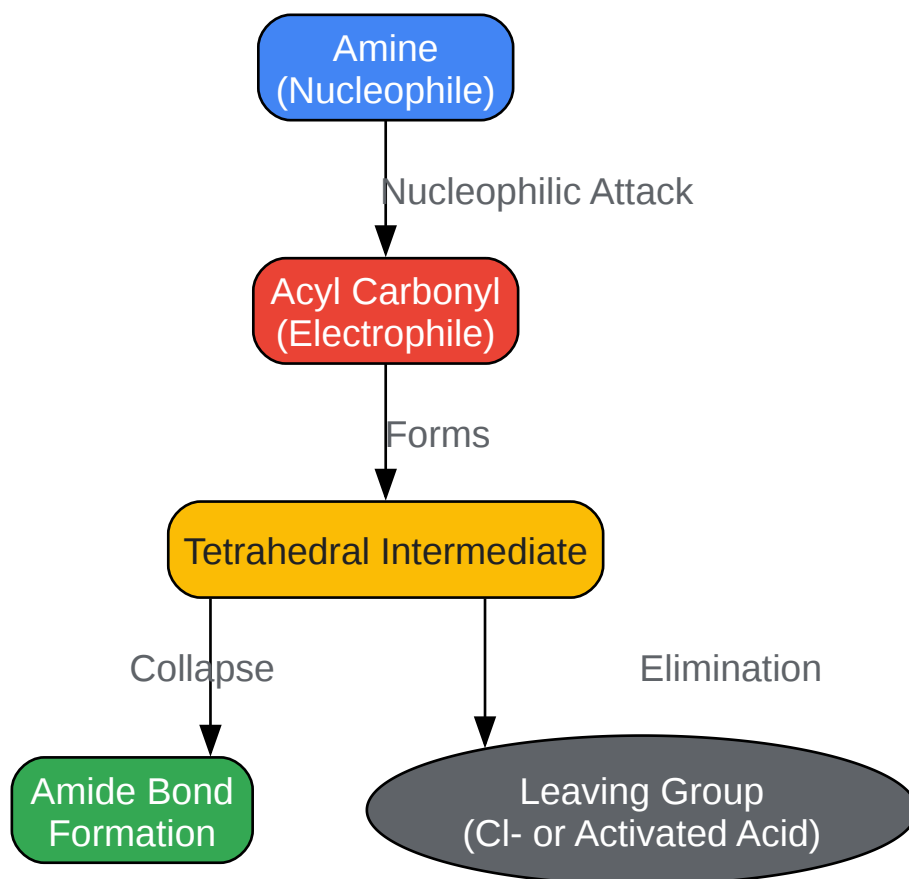 Amine
(Nucleophile)
Nucleophilic Attack
Acyl Carbonyl
(Electrophile)
Forms
Tetrahedral Intermediate
Collapse
Elimination
Amide Bond
Formation
Leaving Group
(Cl- or Activated Acid)